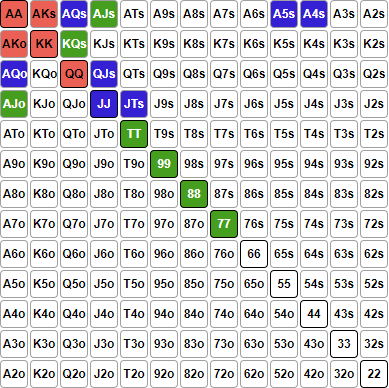 AA AKs AQs AJs ATs A9s A8s A7s A6s A5s A4s A3s A2s
AKo KK KQs KJs KTs K9s K8s K7s K6s K5s K4s K3s K2s
AQo KQo QQ QJs QTs Q9s Q8s Q7s Q6s Q5s Q4s Q3s Q2s
AJo KJo QJo JJ JTs J9s J8s J7s J6s J5s J4s J3s J2s
ATo KTo QTo JTo TT T9s T8s T7s T6s T5s T4s T3s T2s
A9o K9o Q9o J9o T9o 99 98s 97s 96s 95s 94s 93s 92s
A8o K8o Q8o J8o T8o 98o 88 87s 86s 85s 84s 83s 82s
A7o K7o Q7o J7o T7o 97o 87o 77 76s 75s 74s 73s 72s
A6o K6o Q6o J6o T6o 96o 86o 76o 66 65s 64s 63s 62s
A5o K5o Q5o J5o T5o 95o 85o 75o 65o 55 54s 53s 52s
A4o K4o Q4o J4o T4o 94o 84o 74o 64o 54o 44 43s 42s
A3o K3o Q3o J3o T3o 93o 83o 73o 63o 53o 43o 33 32s
A2o K2o Q2o J2o T2o 92o 82o 72o 62o 52o 42o 32o 22